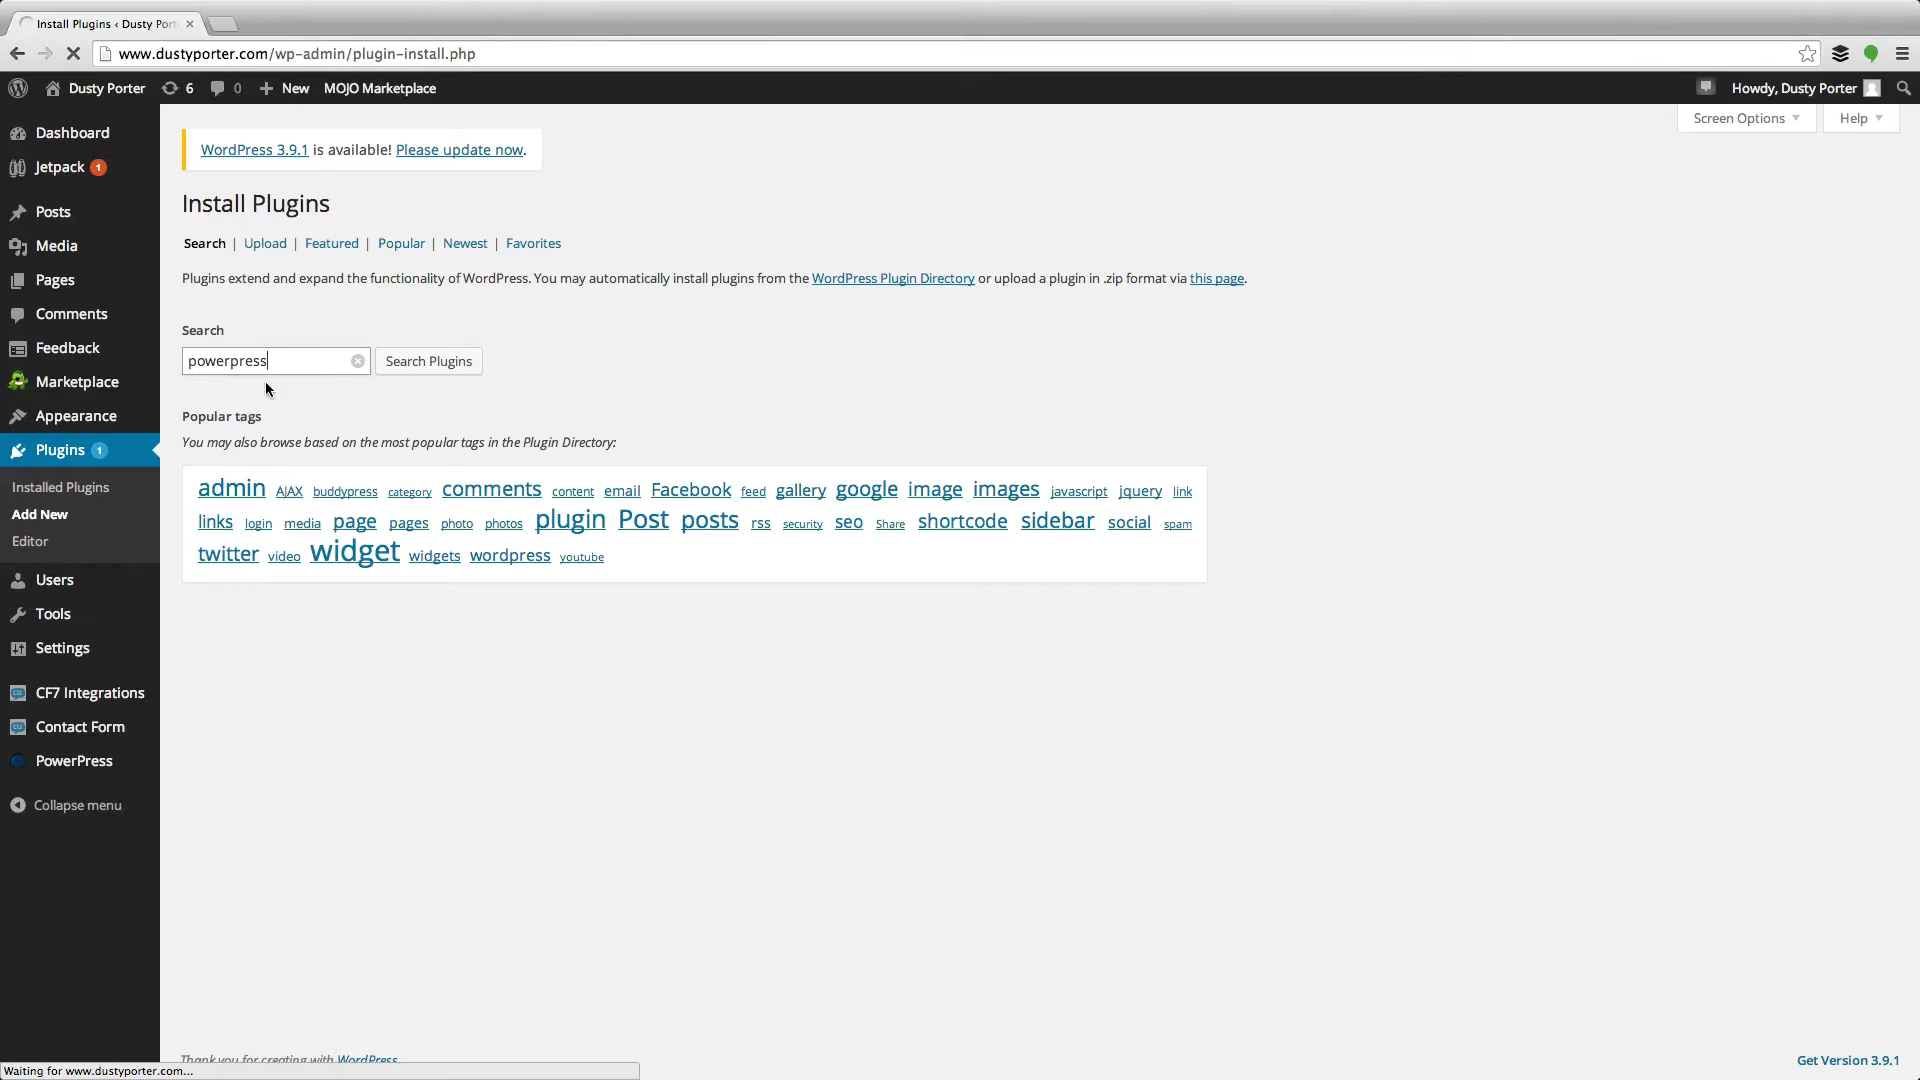 Install Plugins ‹ Dusty Port
www.dustyporter.com/wp-admin/plugin-install.php
Dusty Porter 6 0 New MOJO Marketplace Howdy, Dusty Porter
Screen Options Help
Dashboard
Jetpack 1
Posts
Media
Pages
Comments
Feedback
Marketplace
Appearance
Plugins 1
Installed Plugins
Add New
Editor
Users
Tools
Settings
CF7 Integrations
Contact Form
PowerPress
Collapse menu
WordPress 3.9.1 is available! Please update now.
Install Plugins
Search | Upload | Featured | Popular | Newest | Favorites
Plugins extend and expand the functionality of WordPress. You may automatically install plugins from the WordPress Plugin Directory or upload a plugin in .zip format via this page.
Search
powerpress Search Plugins
Popular tags
You may also browse based on the most popular tags in the Plugin Directory:
admin AJAX buddypress category comments content email Facebook feed gallery google image images javascript jquery link
links login media page pages photo photos plugin Post posts rss security seo Share shortcode sidebar social spam
twitter video widget widgets wordpress youtube
Thank you for creating with WordPress
Get Version 3.9.1
Waiting for www.dustyporter.com...